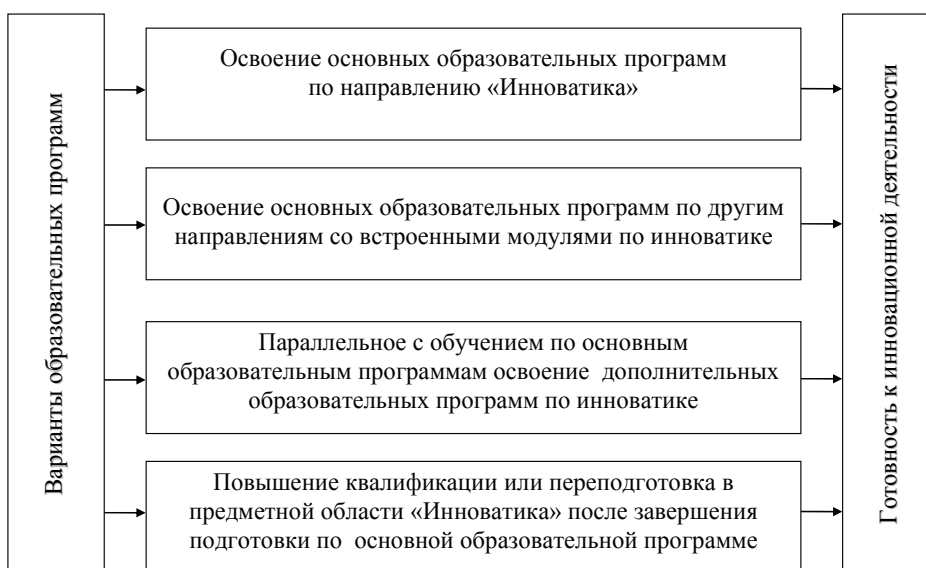 Варианты образовательных программ
Освоение основных образовательных программ
по направлению «Инноватика»
Освоение основных образовательных программ по другим
направлениям со встроенными модулями по инноватике
Параллельное с обучением по основным
образовательным программам освоение дополнительных
образовательных программ по инноватике
Повышение квалификации или переподготовка в
предметной области «Инноватика» после завершения
подготовки по основной образовательной программе
Готовность к инновационной деятельности